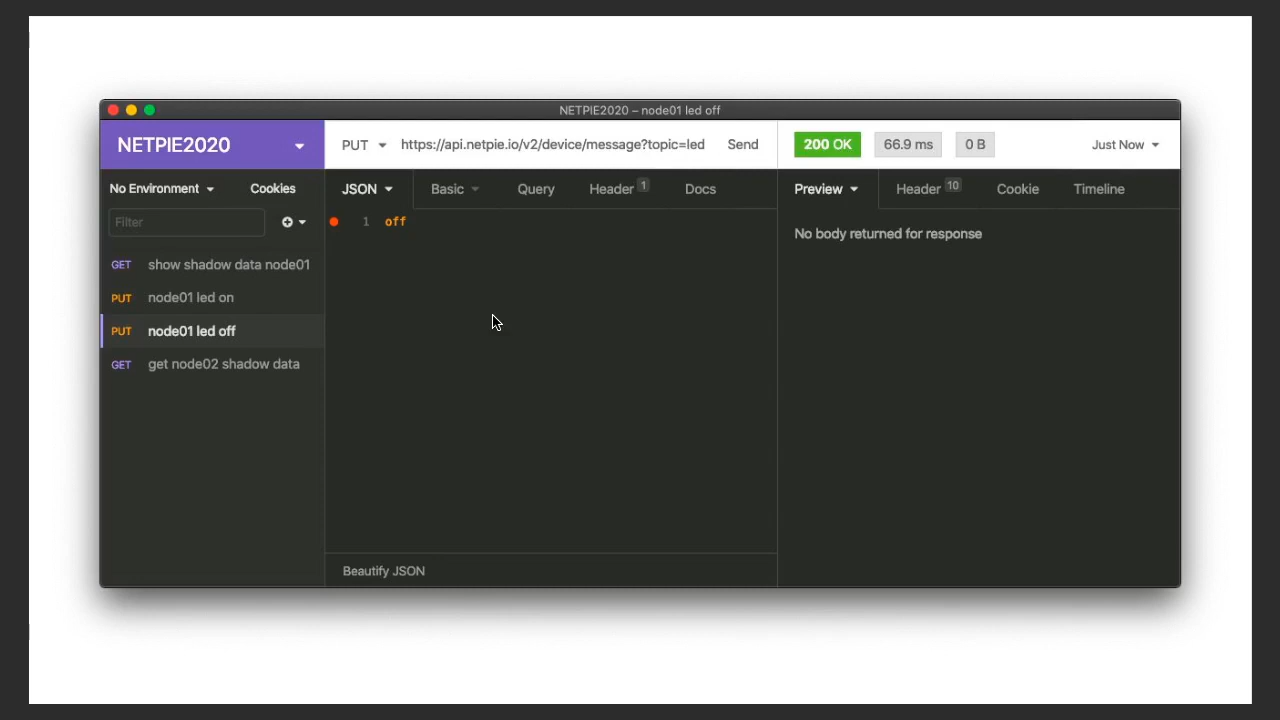 NETPIE2020 – node01 led off
NETPIE2020
PUT https://api.netpie.io/v2/device/message?topic=led Send
200 OK 66.9 ms 0 B Just Now
No Environment Cookies
JSON Basic Query Header 1 Docs
Preview Header 10 Cookie Timeline
Filter
1 off
No body returned for response
GET show shadow data node01
PUT node01 led on
PUT node01 led off
GET get node02 shadow data
Beautify JSON